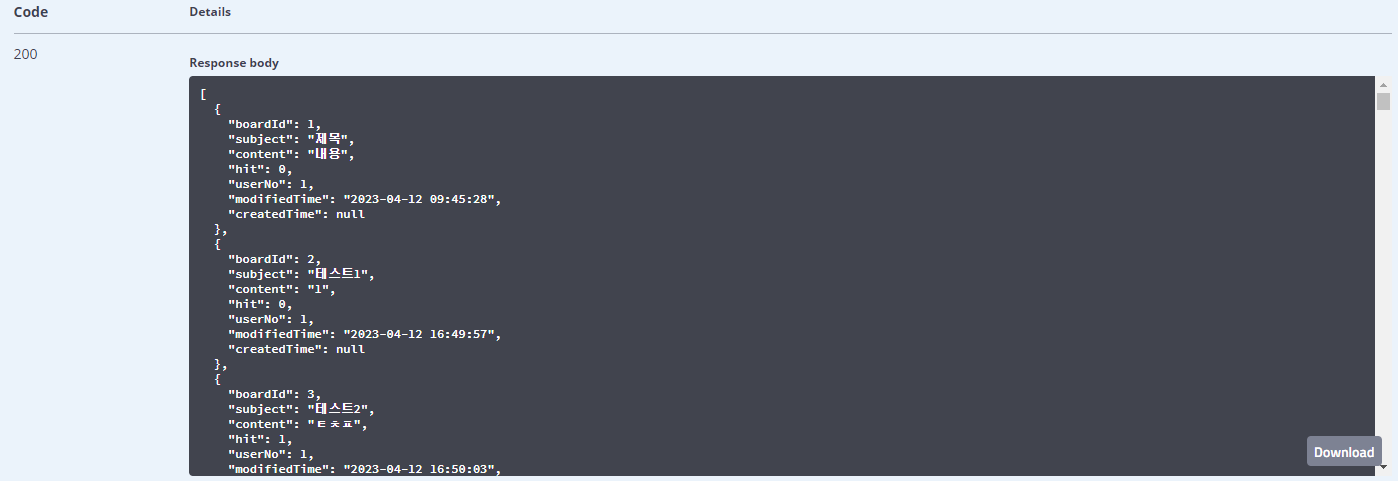 Code Details
200
Response body
[
{
"boardId": 1,
"subject": "제목",
"content": "내용",
"hit": 0,
"userNo": 1,
"modifiedTime": "2023-04-12 09:45:28",
"createdTime": null
},
{
"boardId": 2,
"subject": "테스트1",
"content": "1",
"hit": 0,
"userNo": 1,
"modifiedTime": "2023-04-12 16:49:57",
"createdTime": null
},
{
"boardId": 3,
"subject": "테스트2",
"content": "ㅌㅊㅍ",
"hit": 1,
"userNo": 1,
"modifiedTime": "2023-04-12 16:50:03",
Download